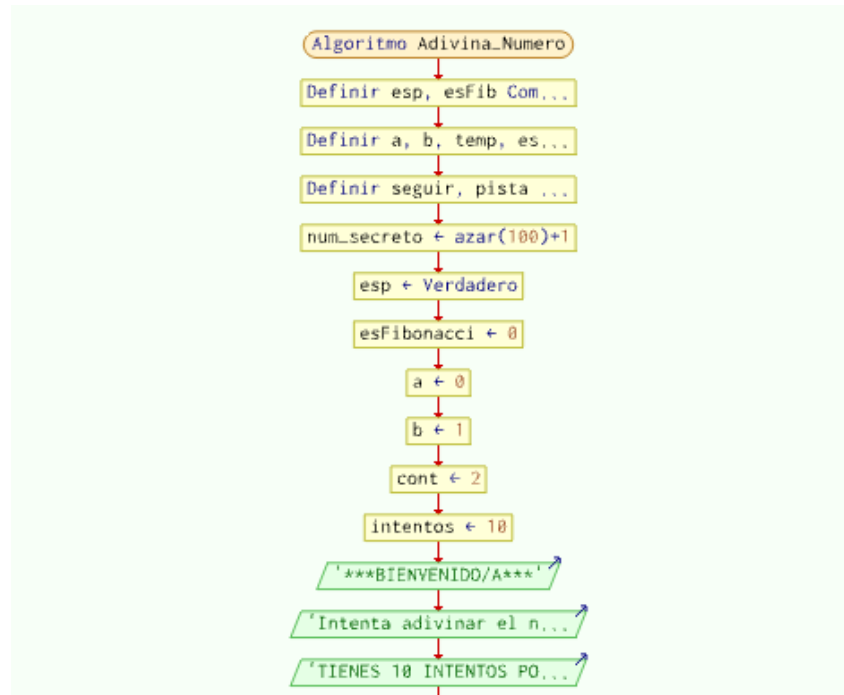 Algoritmo Adivina_Numero
Definir esp, esFib Com...
Definir a, b, temp, es...
Definir seguir, pista ...
num_secreto ← azar(100)+1
esp ← Verdadero
esFibonacci ← 0
a ← 0
b ← 1
cont ← 2
intentos ← 10
'***BIENVENIDO/A***'
'Intenta adivinar el n...
'TIENES 10 INTENTOS PO...